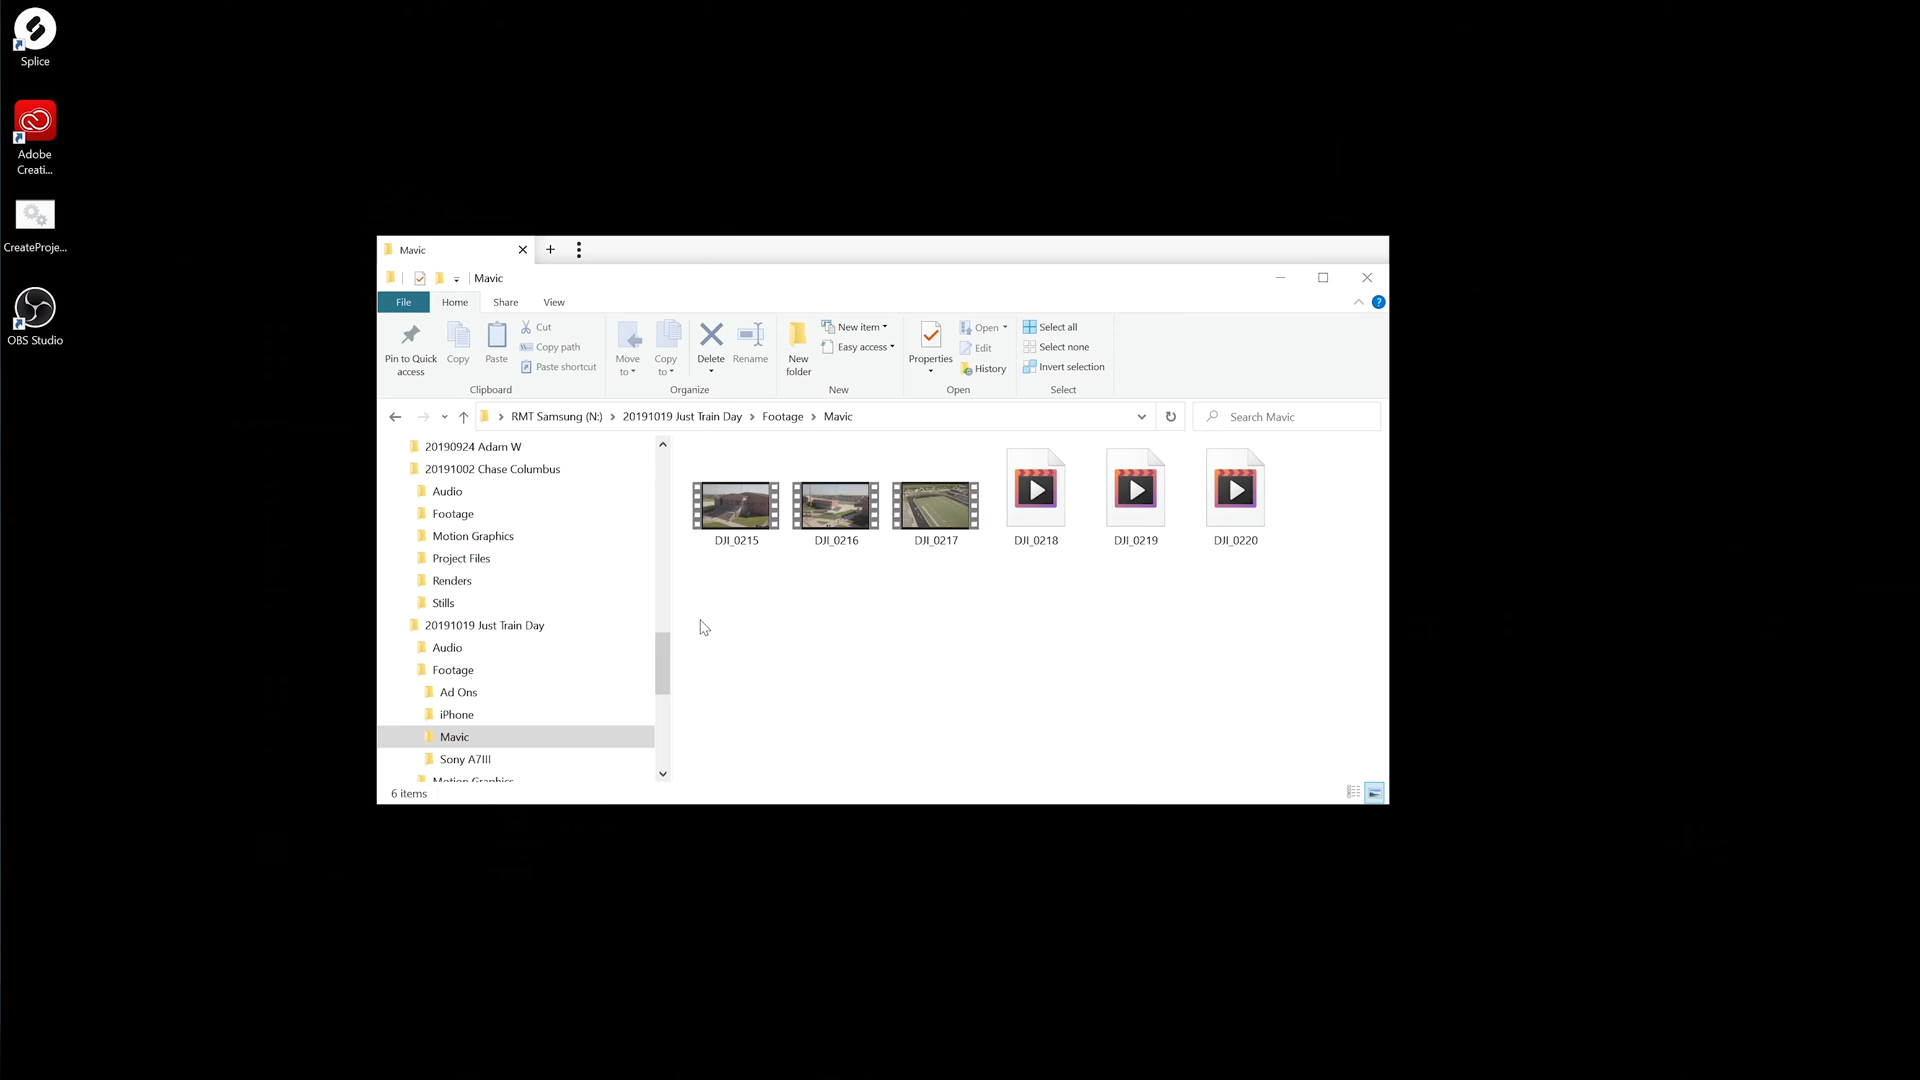 Splice
Adobe
Creati...
CreateProje...
OBS Studio
Mavic
Mavic
File
Home
Share
View
Pin to Quick
access
Copy
Paste
Cut
Copy path
Paste shortcut
Clipboard
Move
to
Copy
to
Delete
Rename
Organize
New
folder
New item
Easy access
New
Properties
Open
Edit
History
Open
Select all
Select none
Invert selection
Select
RMT Samsung (N:) > 20191019 Just Train Day > Footage > Mavic
Search Mavic
20190924 Adam W
20191002 Chase Columbus
Audio
Footage
Motion Graphics
Project Files
Renders
Stills
20191019 Just Train Day
Audio
Footage
Ad Ons
iPhone
Mavic
Sony A7III
Motion Graphics
DJI_0215
DJI_0216
DJI_0217
DJI_0218
DJI_0219
DJI_0220
6 items